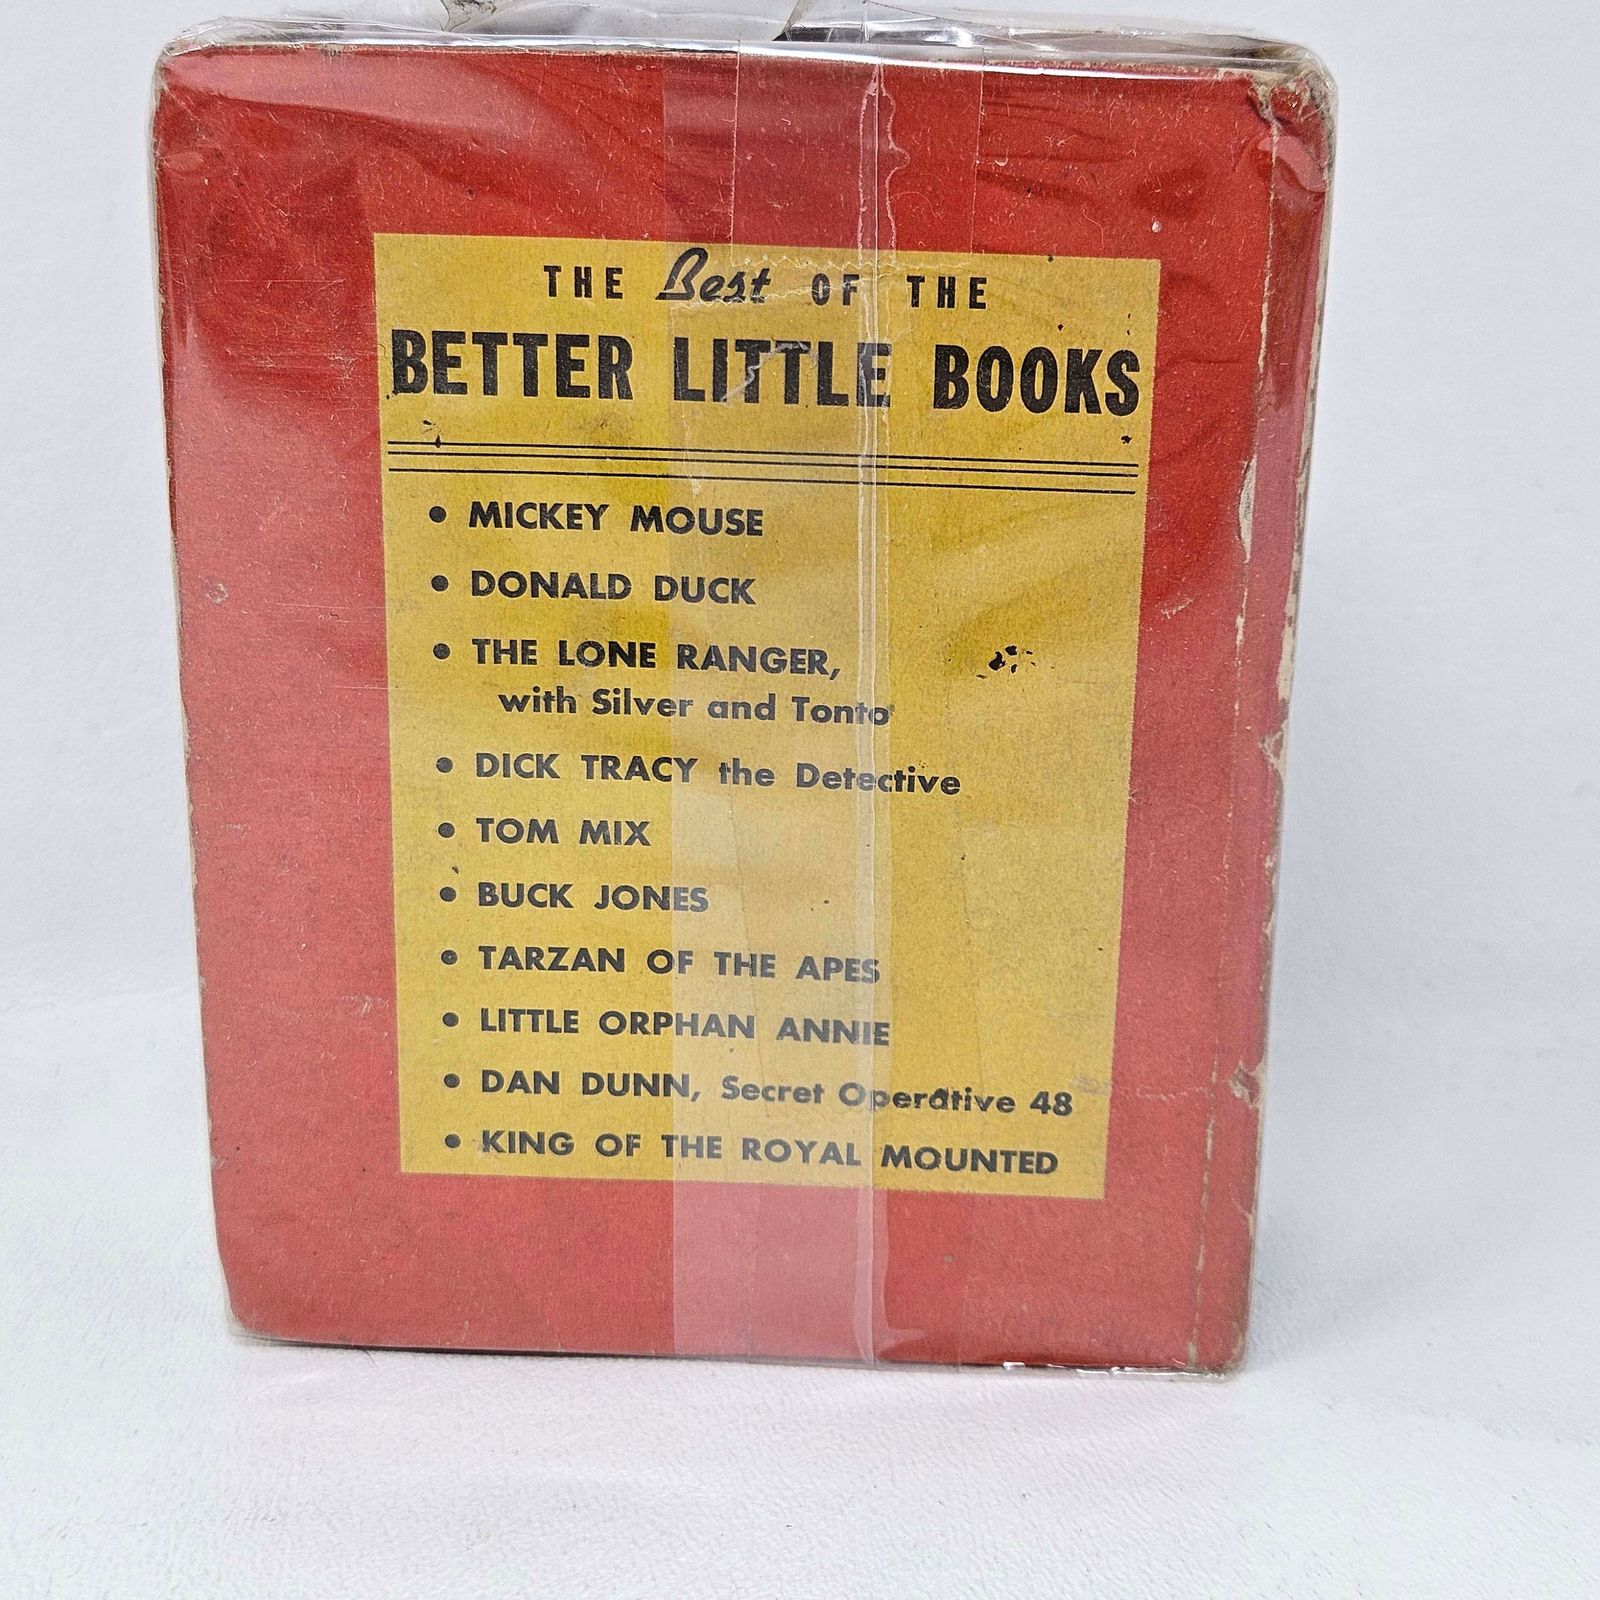 THE Best OF THE
BETTER LITTLE BOOKS
• MICKEY MOUSE
• DONALD DUCK
• THE LONE RANGER,
with Silver and Tonto
• DICK TRACY the Detective
• TOM MIX
• BUCK JONES
• TARZAN OF THE APES
• LITTLE ORPHAN ANNIE
• DAN DUNN, Secret Operative 48
• KING OF THE ROYAL MOUNTED